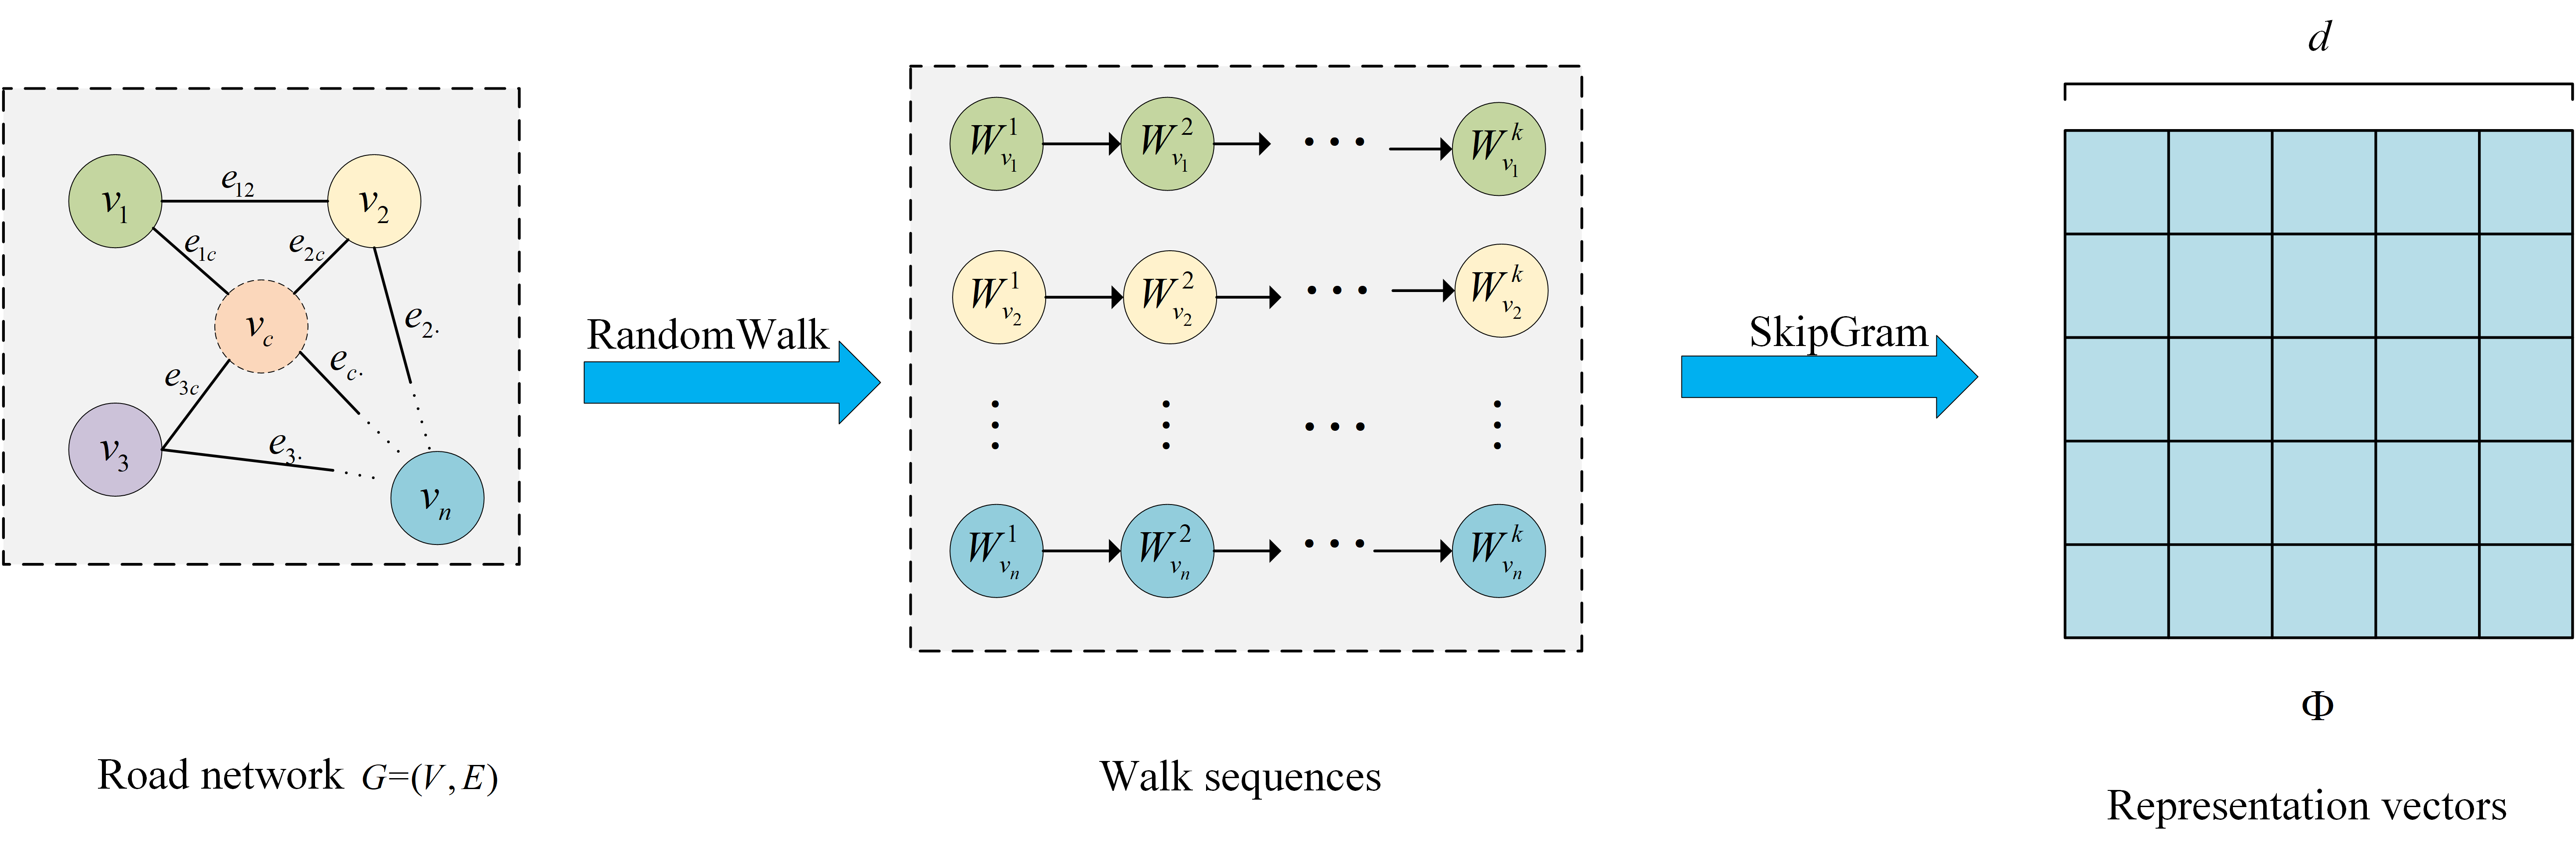 d
v₁ e₁₂ v₂
e₁c e₂c
vc e₂.
e₃c ec.
v₃ e₃. vₙ
RandomWalk
W¹v₁ W²v₁ ··· Wᵏv₁
W¹v₂ W²v₂ ··· Wᵏv₂
W¹vₙ W²vₙ ··· Wᵏvₙ
SkipGram
Φ
Road network G=(V,E)
Walk sequences
Representation vectors